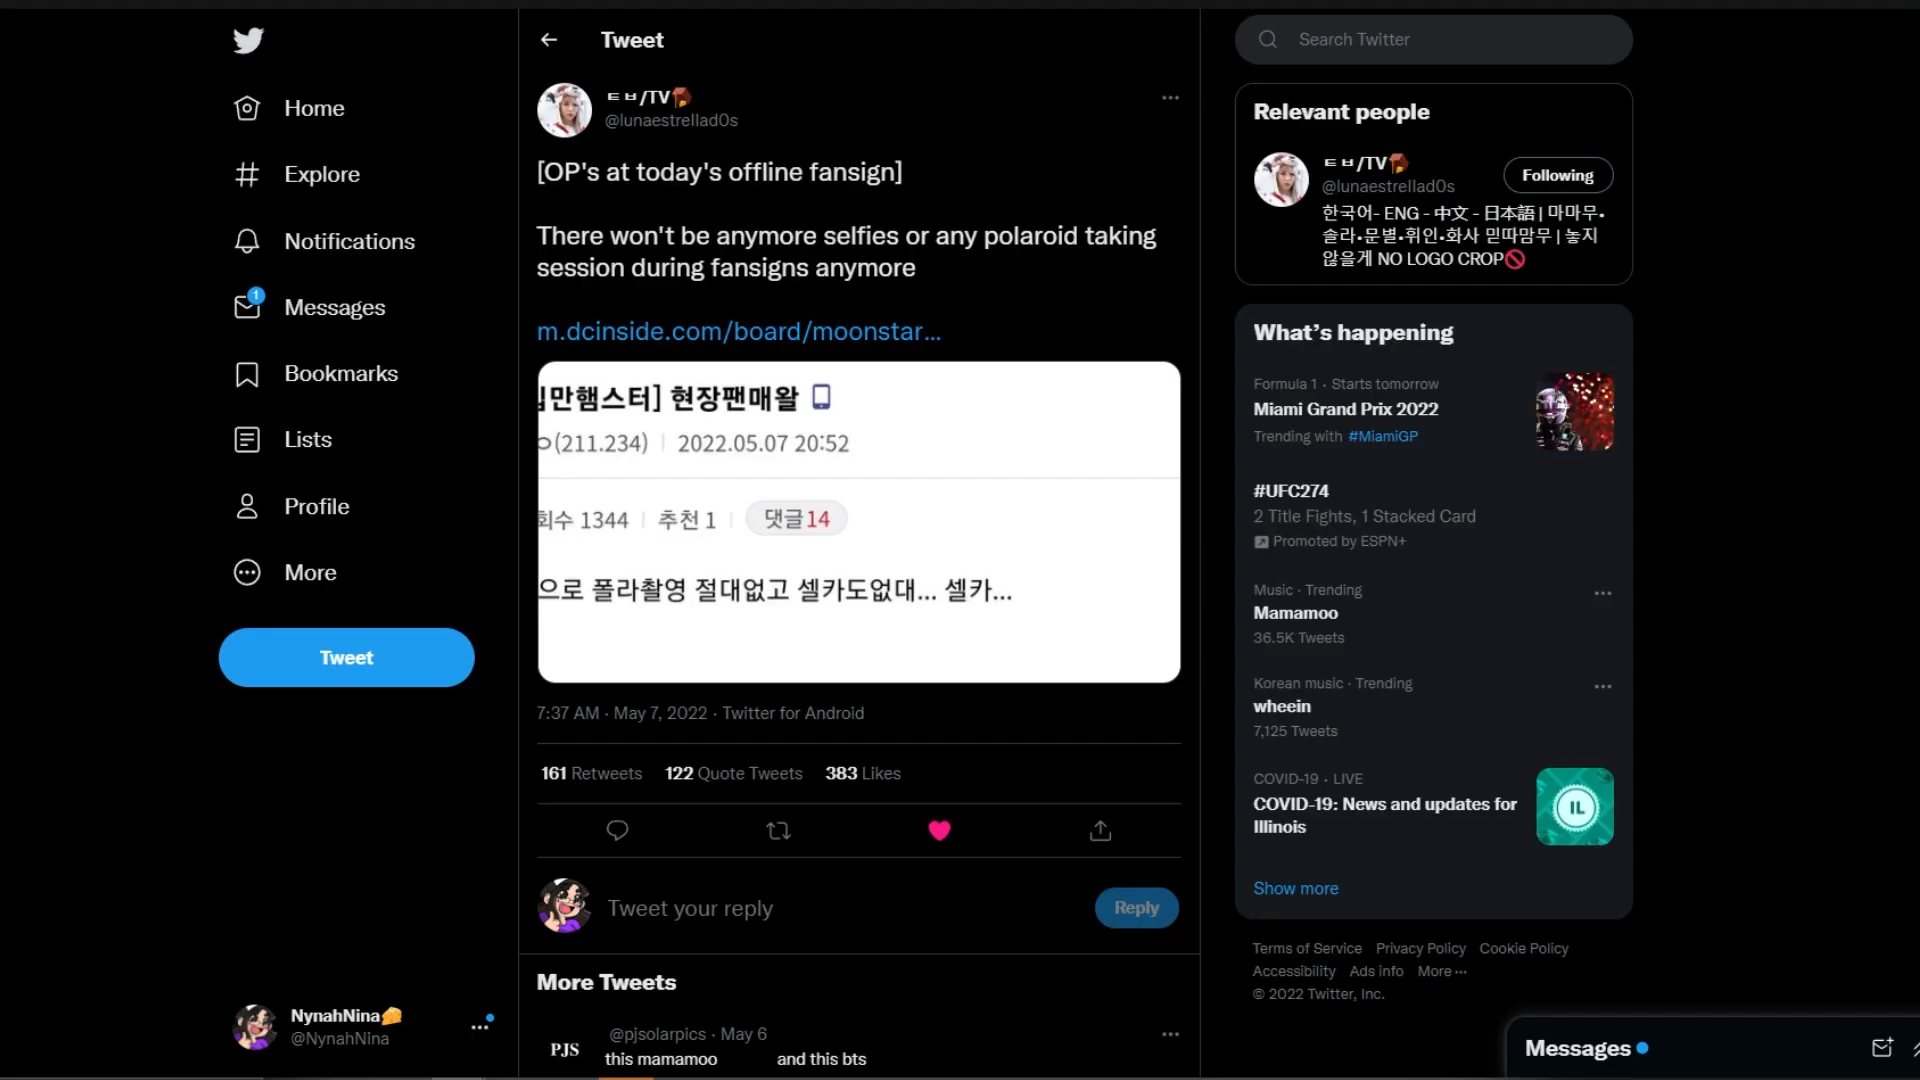 Home
Explore
Notifications
1
Messages
Bookmarks
Lists
Profile
More
Tweet
NynahNina
@NynahNina
Tweet
ㅌㅂ/TV
@lunaestrellad0s
[OP's at today's offline fansign]
There won't be anymore selfies or any polaroid taking
session during fansigns anymore
m.dcinside.com/board/moonstar...
만햄스터] 현장팬매왈
ㅇ(211.234) | 2022.05.07 20:52
회수 1344 | 추천 1 | 댓글14
으로 폴라촬영 절대없고 셀카도없대... 셀카...
7:37 AM · May 7, 2022 · Twitter for Android
161 Retweets 122 Quote Tweets 383 Likes
Tweet your reply
Reply
More Tweets
PJS
@pjsolarpics · May 6
this mamamoo and this bts
Search Twitter
Relevant people
ㅌㅂ/TV
@lunaestrellad0s
Following
한국어- ENG - 中文 - 日本語 | 마마무•
솔라•문별•휘인•화사 믿따맘무 | 놓지
않을게 NO LOGO CROP
What's happening
Formula 1 · Starts tomorrow
Miami Grand Prix 2022
Trending with #MiamiGP
#UFC274
2 Title Fights, 1 Stacked Card
Promoted by ESPN+
Music · Trending
Mamamoo
36.5K Tweets
Korean music · Trending
wheein
7,125 Tweets
COVID-19 · LIVE
COVID-19: News and updates for
Illinois
IL
Show more
Terms of Service Privacy Policy Cookie Policy
Accessibility Ads info More ···
© 2022 Twitter, Inc.
Messages